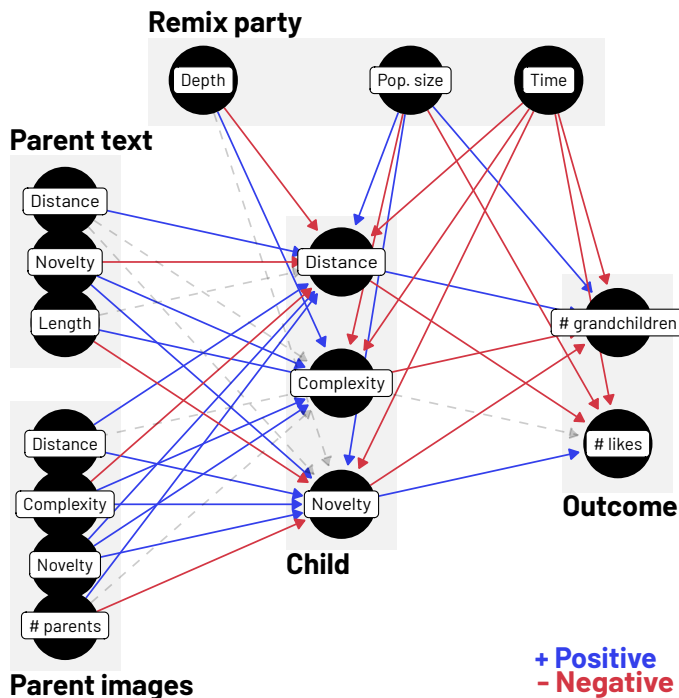 Remix party
Depth
Pop. size
Time
Parent text
Distance
Novelty
Length
Distance
Complexity
Novelty
# parents
Parent images
Distance
Complexity
Novelty
Child
# grandchildren
# likes
Outcome
+ Positive
− Negative